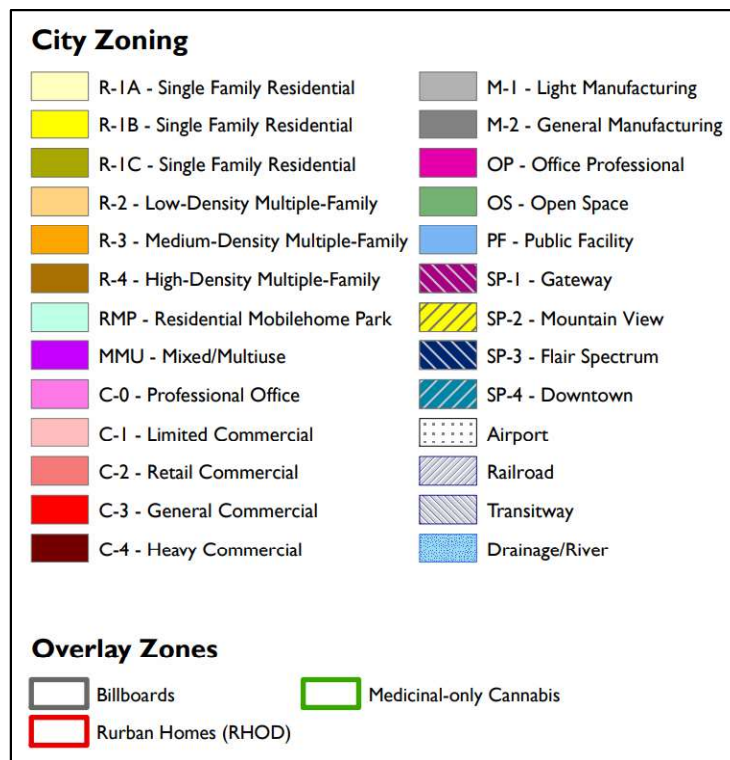 City Zoning
R-1A - Single Family Residential
R-1B - Single Family Residential
R-1C - Single Family Residential
R-2 - Low-Density Multiple-Family
R-3 - Medium-Density Multiple-Family
R-4 - High-Density Multiple-Family
RMP - Residential Mobilehome Park
MMU - Mixed/Multiuse
C-0 - Professional Office
C-1 - Limited Commercial
C-2 - Retail Commercial
C-3 - General Commercial
C-4 - Heavy Commercial
M-1 - Light Manufacturing
M-2 - General Manufacturing
OP - Office Professional
OS - Open Space
PF - Public Facility
SP-1 - Gateway
SP-2 - Mountain View
SP-3 - Flair Spectrum
SP-4 - Downtown
Airport
Railroad
Transitway
Drainage/River
Overlay Zones
Billboards
Rurban Homes (RHOD)
Medicinal-only Cannabis